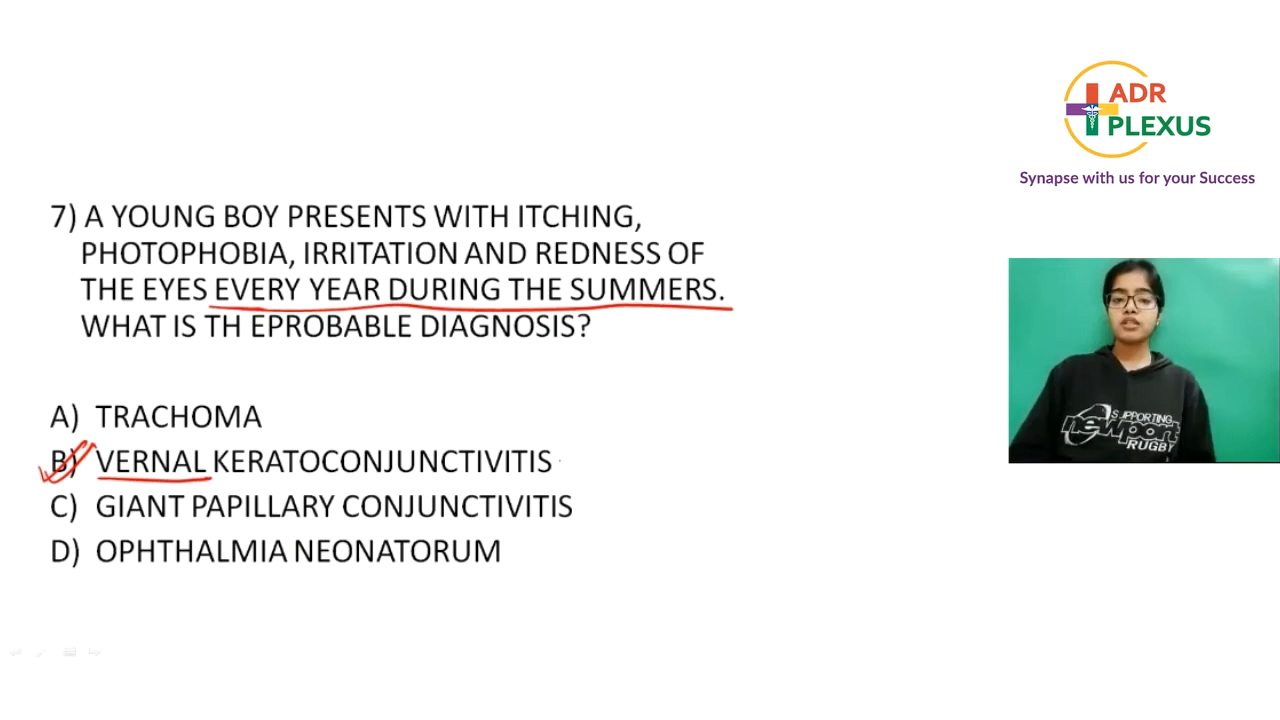 ADR
PLEXUS
Synapse with us for your Success
7) A YOUNG BOY PRESENTS WITH ITCHING,
PHOTOPHOBIA, IRRITATION AND REDNESS OF
THE EYES EVERY YEAR DURING THE SUMMERS.
WHAT IS TH EPROBABLE DIAGNOSIS?
A) TRACHOMA
B) VERNAL KERATOCONJUNCTIVITIS
C) GIANT PAPILLARY CONJUNCTIVITIS
D) OPHTHALMIA NEONATORUM
SUPPORTING
newport
RUGBY